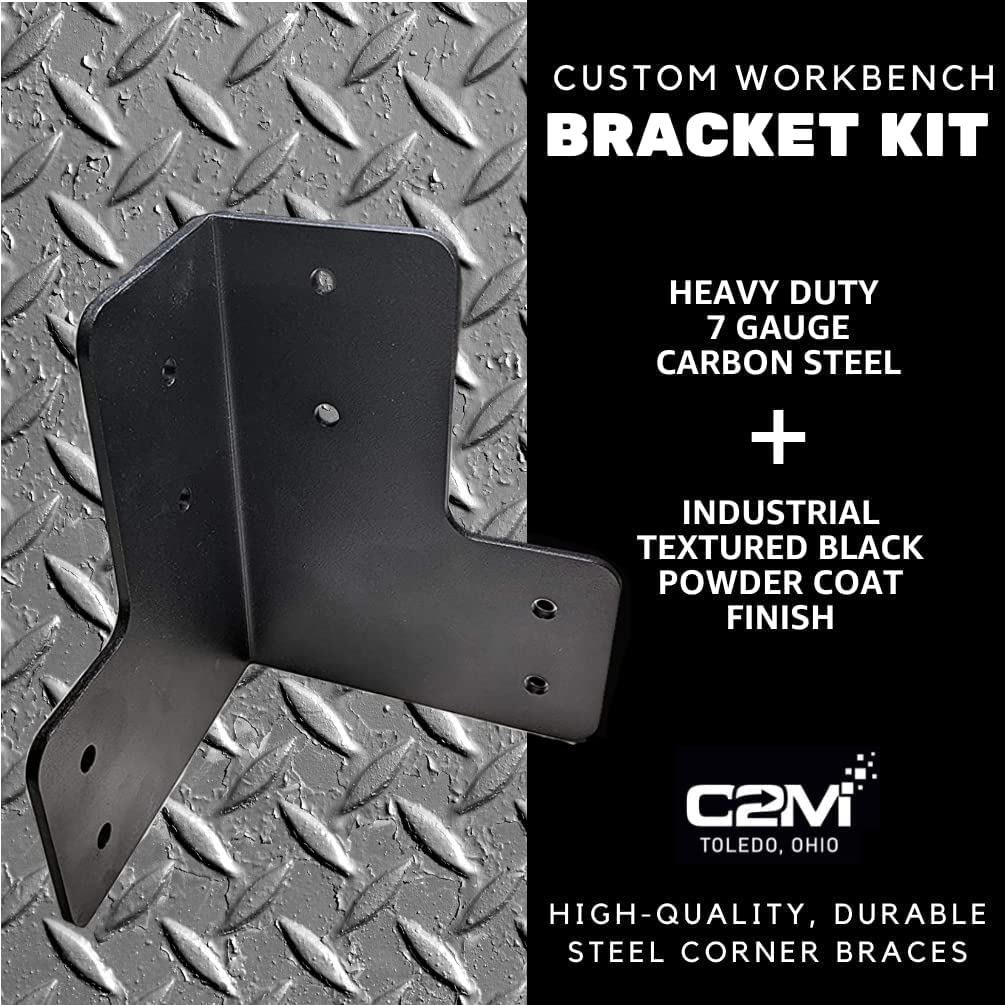 CUSTOM WORKBENCH
BRACKET KIT
HEAVY DUTY
7 GAUGE
CARBON STEEL
+
INDUSTRIAL
TEXTURED BLACK
POWDER COAT
FINISH
C2M
TOLEDO, OHIO
HIGH-QUALITY, DURABLE
STEEL CORNER BRACES